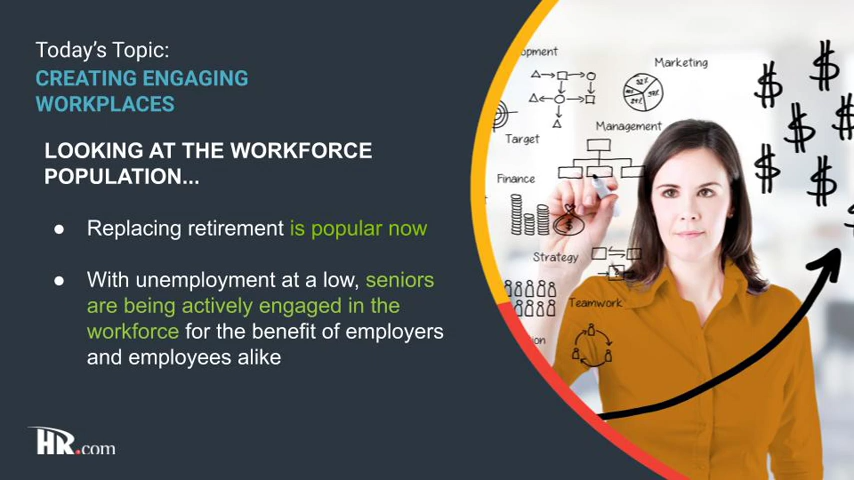 Today's Topic:
CREATING ENGAGING
WORKPLACES
LOOKING AT THE WORKFORCE
POPULATION...
● Replacing retirement is popular now
● With unemployment at a low, seniors
are being actively engaged in the
workforce for the benefit of employers
and employees alike
HR.com
opment
Marketing
Target
Management
Finance
Strategy
Teamwork
ion
$ $ $ $ $ $ $